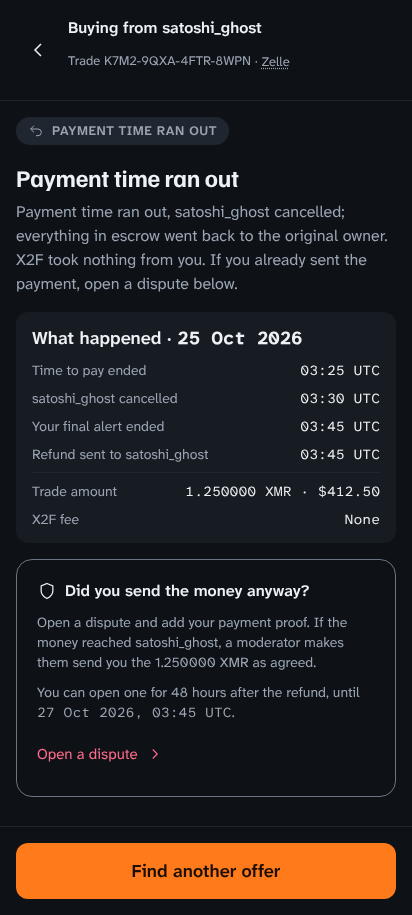 Buying from satoshi_ghost
Trade K7M2-9QXA-4FTR-8WPN · Zelle
PAYMENT TIME RAN OUT
Payment time ran out
Payment time ran out, satoshi_ghost cancelled;
everything in escrow went back to the original owner.
X2F took nothing from you. If you already sent the
payment, open a dispute below.
What happened · 25 Oct 2026
Time to pay ended 03:25 UTC
satoshi_ghost cancelled 03:30 UTC
Your final alert ended 03:45 UTC
Refund sent to satoshi_ghost 03:45 UTC
Trade amount 1.250000 XMR · $412.50
X2F fee None
Did you send the money anyway?
Open a dispute and add your payment proof. If the
money reached satoshi_ghost, a moderator makes
them send you the 1.250000 XMR as agreed.
You can open one for 48 hours after the refund, until
27 Oct 2026, 03:45 UTC.
Open a dispute
Find another offer